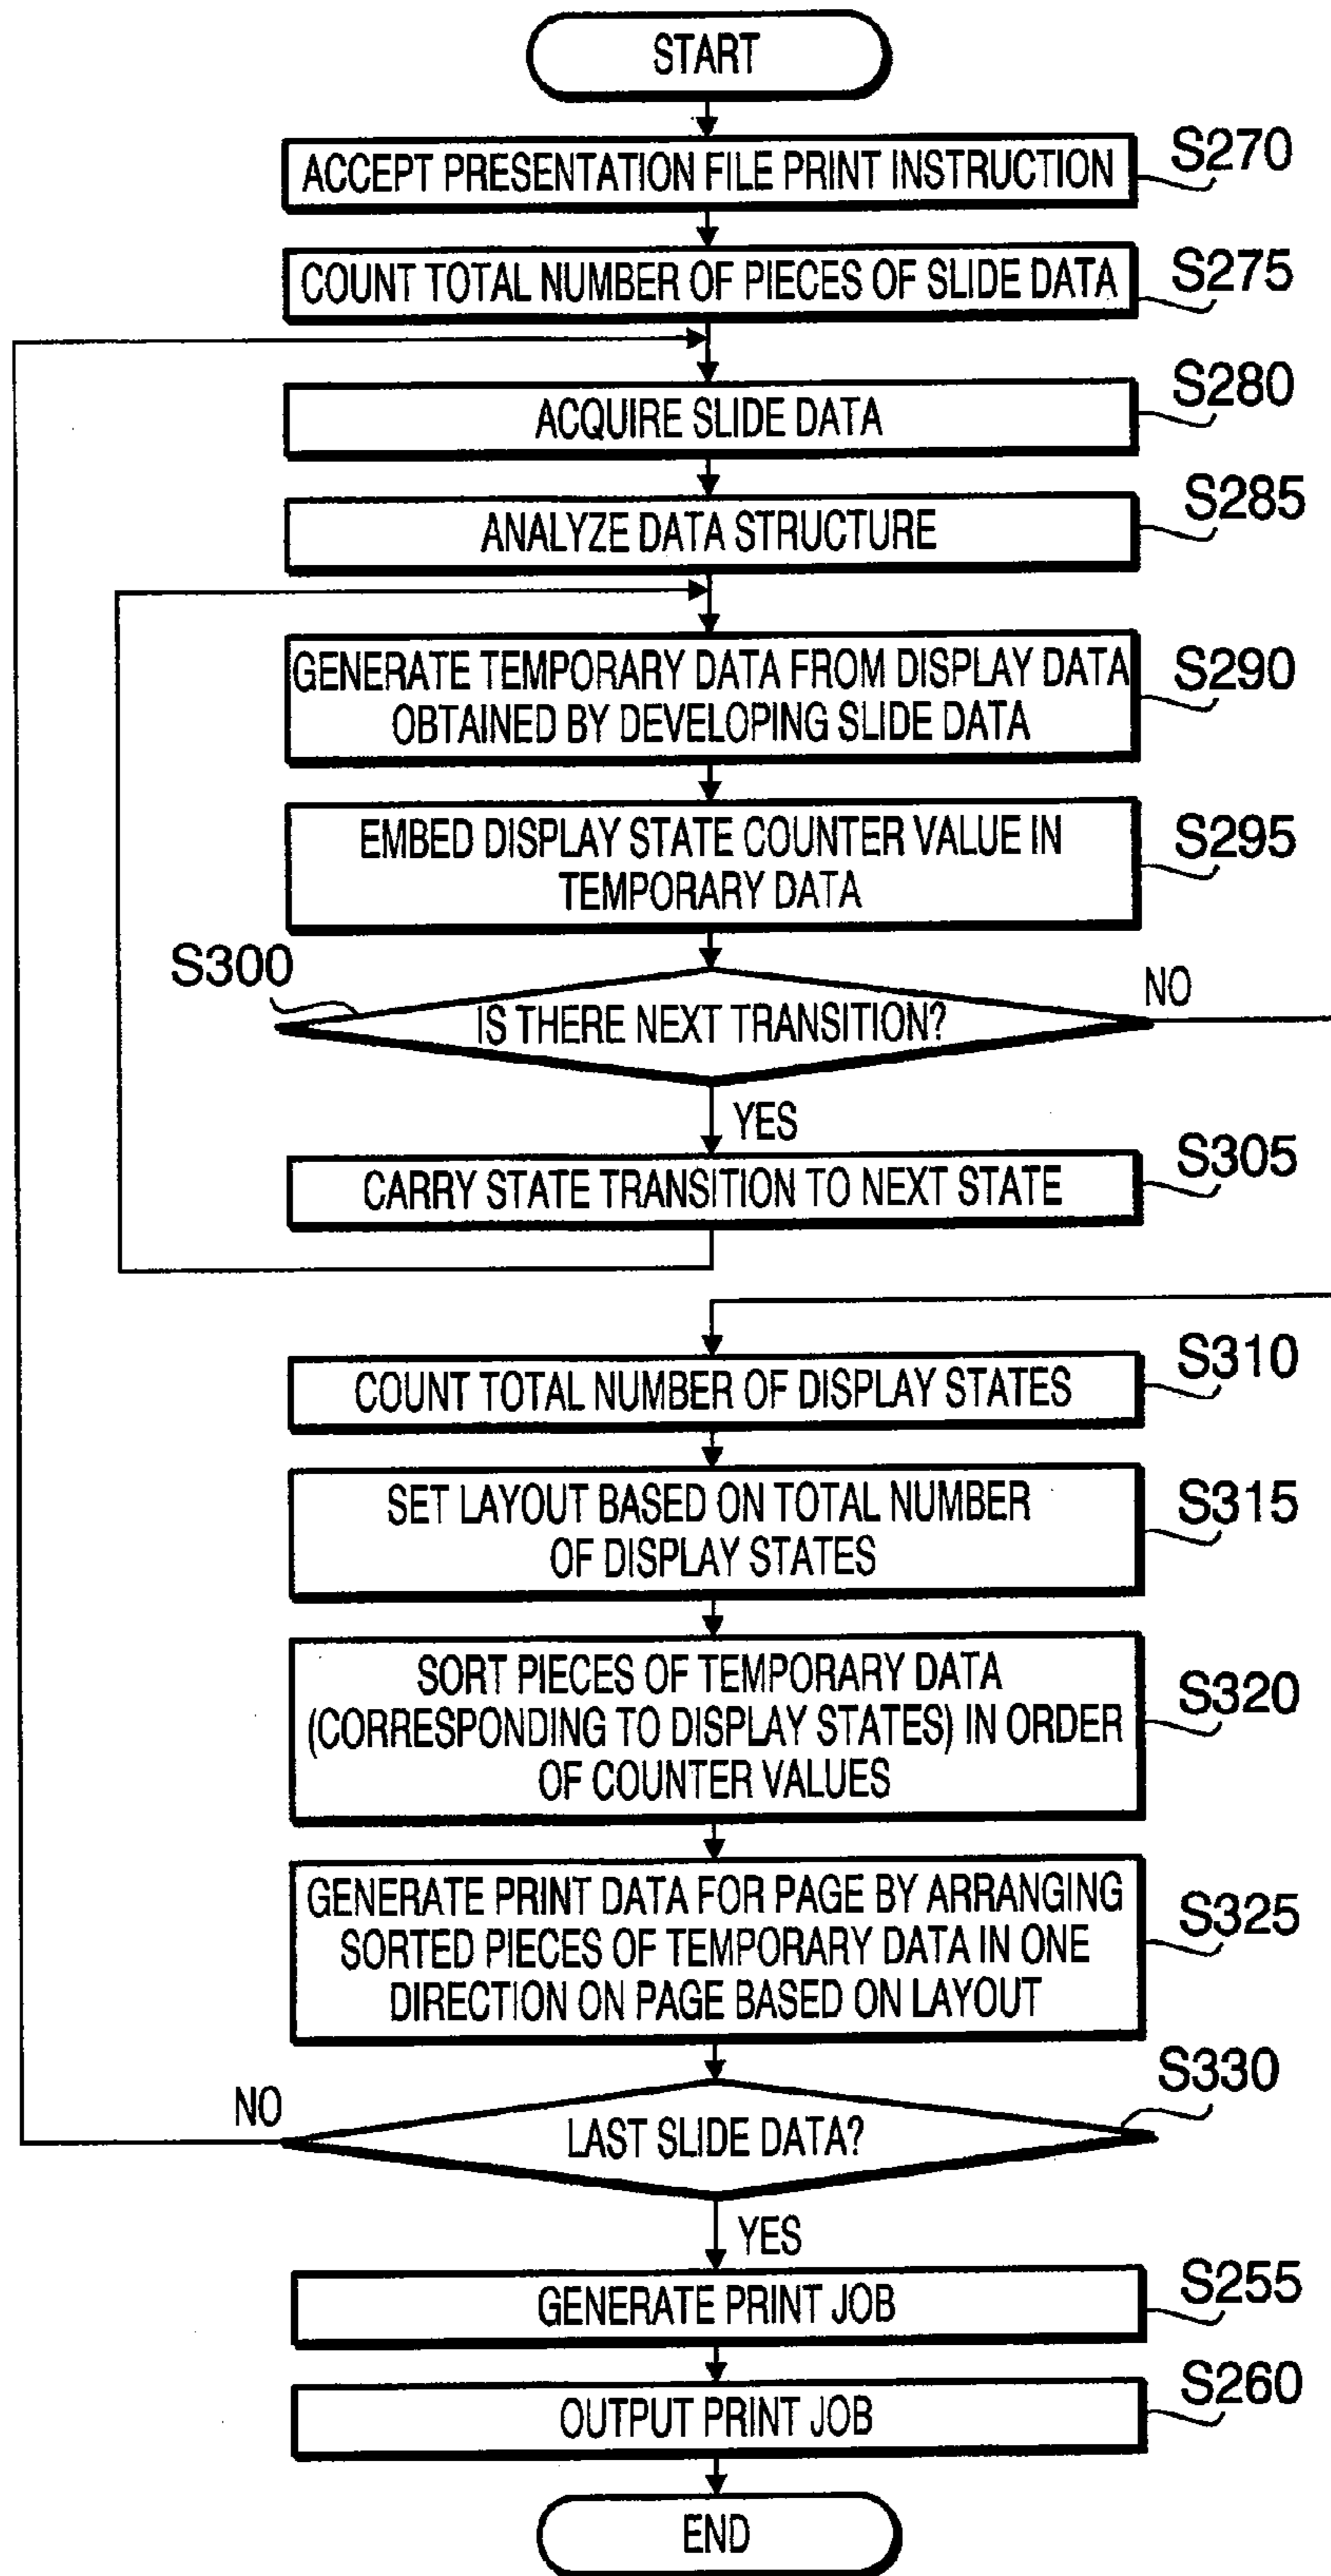 START
ACCEPT PRESENTATION FILE PRINT INSTRUCTION
S270
COUNT TOTAL NUMBER OF PIECES OF SLIDE DATA
S275
ACQUIRE SLIDE DATA
S280
ANALYZE DATA STRUCTURE
S285
GENERATE TEMPORARY DATA FROM DISPLAY DATA
OBTAINED BY DEVELOPING SLIDE DATA
S290
EMBED DISPLAY STATE COUNTER VALUE IN
TEMPORARY DATA
S295
S300
IS THERE NEXT TRANSITION?
NO
YES
CARRY STATE TRANSITION TO NEXT STATE
S305
COUNT TOTAL NUMBER OF DISPLAY STATES
S310
SET LAYOUT BASED ON TOTAL NUMBER
OF DISPLAY STATES
S315
SORT PIECES OF TEMPORARY DATA
(CORRESPONDING TO DISPLAY STATES) IN ORDER
OF COUNTER VALUES
S320
GENERATE PRINT DATA FOR PAGE BY ARRANGING
SORTED PIECES OF TEMPORARY DATA IN ONE
DIRECTION ON PAGE BASED ON LAYOUT
S325
NO
LAST SLIDE DATA?
S330
YES
GENERATE PRINT JOB
S255
OUTPUT PRINT JOB
S260
END